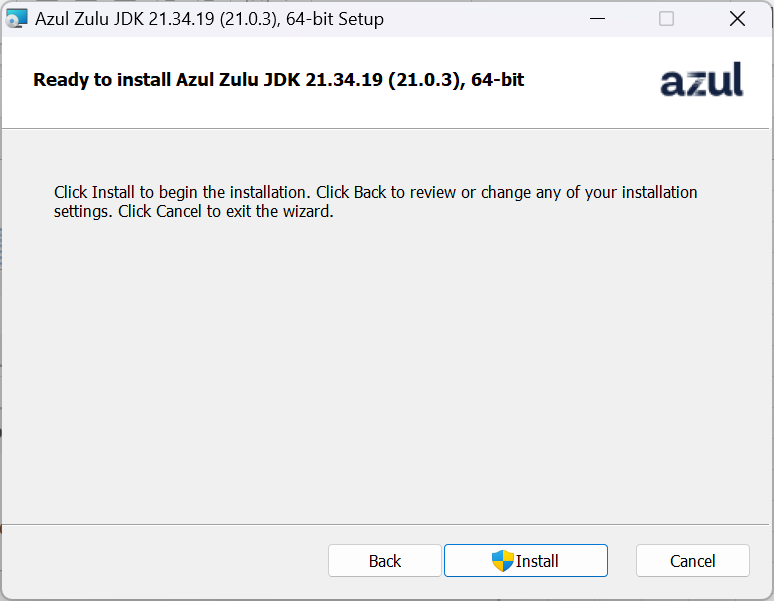 Azul Zulu JDK 21.34.19 (21.0.3), 64-bit Setup
Ready to install Azul Zulu JDK 21.34.19 (21.0.3), 64-bit
azul
Click Install to begin the installation. Click Back to review or change any of your installation
settings. Click Cancel to exit the wizard.
Back
Install
Cancel